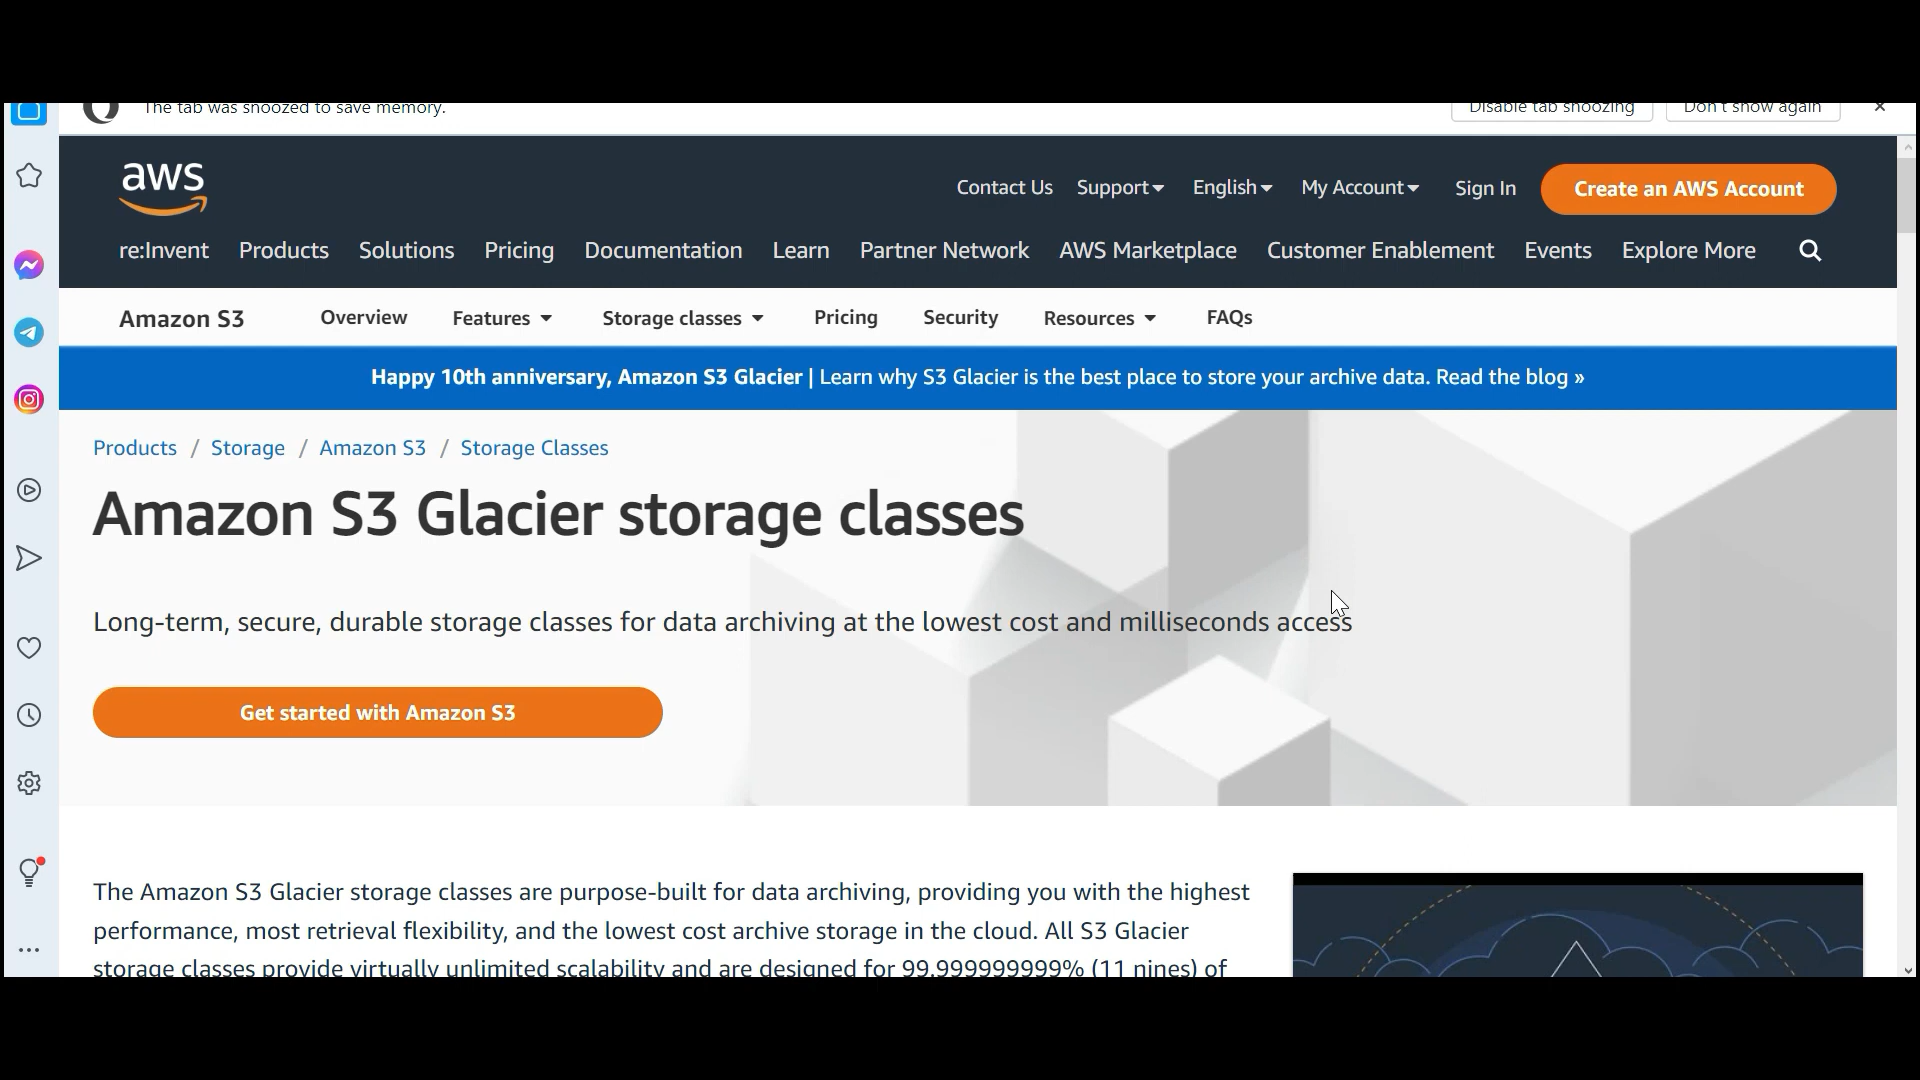 The tab was snoozed to save memory.
Disable tab snoozing
Don't show again
aws
Contact Us
Support
English
My Account
Sign In
Create an AWS Account
re:Invent
Products
Solutions
Pricing
Documentation
Learn
Partner Network
AWS Marketplace
Customer Enablement
Events
Explore More
Amazon S3
Overview
Features
Storage classes
Pricing
Security
Resources
FAQs
Happy 10th anniversary, Amazon S3 Glacier | Learn why S3 Glacier is the best place to store your archive data. Read the blog »
Products / Storage / Amazon S3 / Storage Classes
Amazon S3 Glacier storage classes
Long-term, secure, durable storage classes for data archiving at the lowest cost and milliseconds access
Get started with Amazon S3
The Amazon S3 Glacier storage classes are purpose-built for data archiving, providing you with the highest
performance, most retrieval flexibility, and the lowest cost archive storage in the cloud. All S3 Glacier
storage classes provide virtually unlimited scalability and are designed for 99.999999999% (11 nines) of